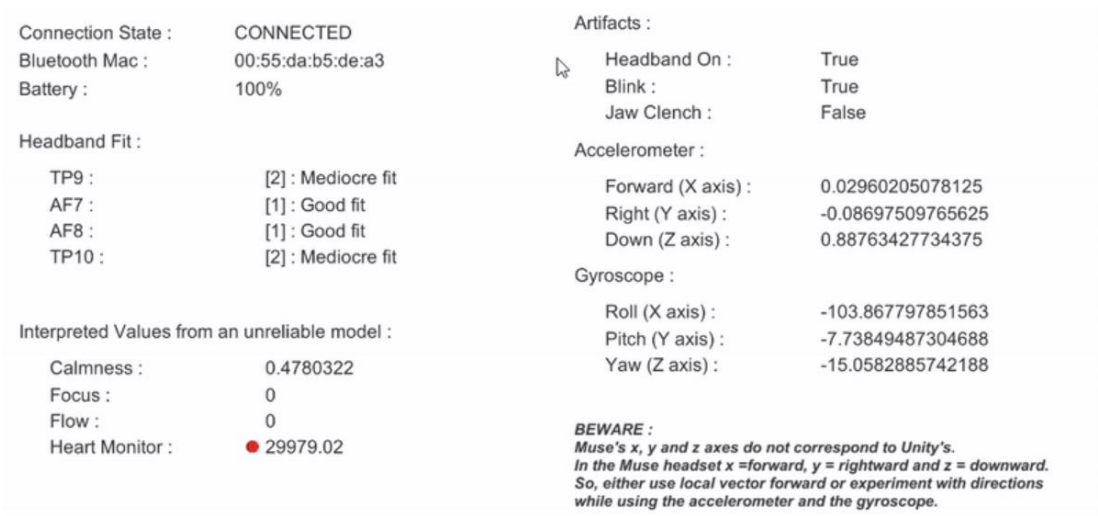 Connection State : CONNECTED
Bluetooth Mac : 00:55:da:b5:de:a3
Battery : 100%
Headband Fit :
TP9 : [2] : Mediocre fit
AF7 : [1] : Good fit
AF8 : [1] : Good fit
TP10 : [2] : Mediocre fit
Interpreted Values from an unreliable model :
Calmness : 0.4780322
Focus : 0
Flow : 0
Heart Monitor : 29979.02
Artifacts :
Headband On : True
Blink : True
Jaw Clench : False
Accelerometer :
Forward (X axis) : 0.02960205078125
Right (Y axis) : -0.08697509765625
Down (Z axis) : 0.88763427734375
Gyroscope :
Roll (X axis) : -103.867797851563
Pitch (Y axis) : -7.73849487304688
Yaw (Z axis) : -15.0582885742188
BEWARE :
Muse's x, y and z axes do not correspond to Unity's.
In the Muse headset x =forward, y = rightward and z = downward.
So, either use local vector forward or experiment with directions
while using the accelerometer and the gyroscope.